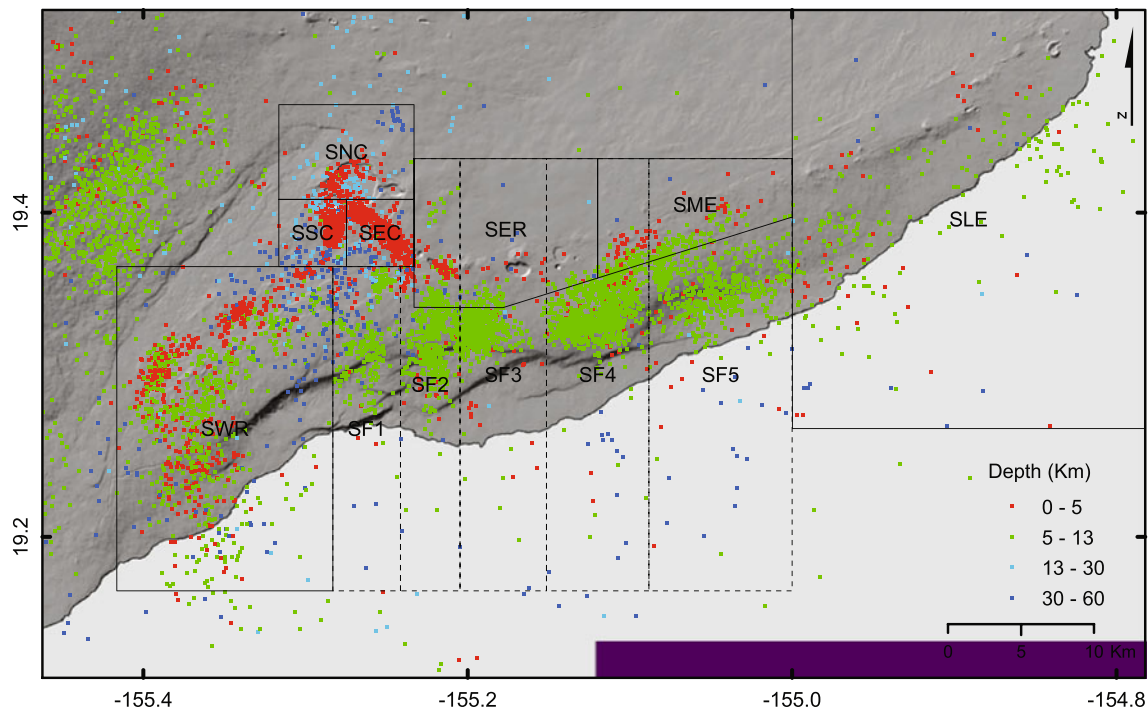 N
19.4
19.2
SNC
SSC SEC
SER
SME
SLE
SWR
SF1
SF2
SF3
SF4
SF5
Depth (Km)
0 - 5
5 - 13
13 - 30
30 - 60
0 5 10 Km
-155.4 -155.2 -155.0 -154.8